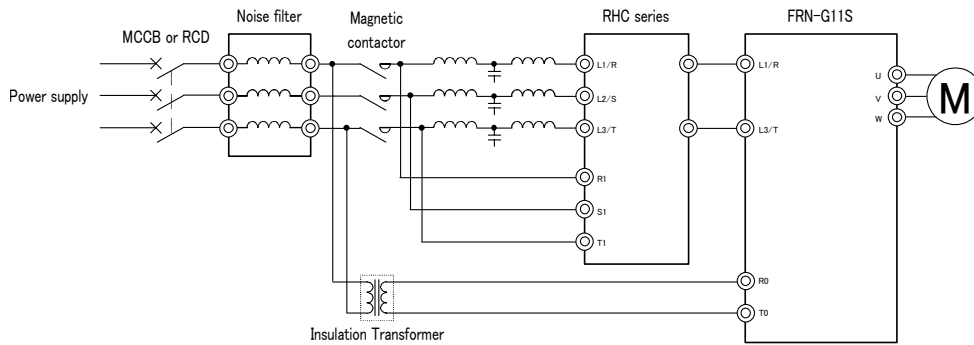 Noise filter
Magnetic
contactor
RHC series
FRN-G11S
MCCB or RCD
Power supply
L1/R
L2/S
L3/T
R1
S1
T1
L1/R
L3/T
R0
T0
U
V
W
M
Insulation Transformer